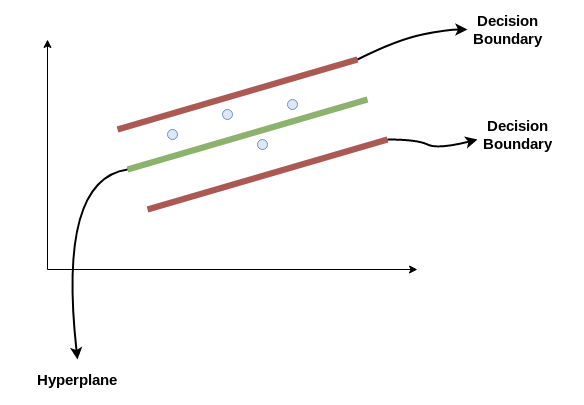 Decision
Boundary
Decision
Boundary
Hyperplane